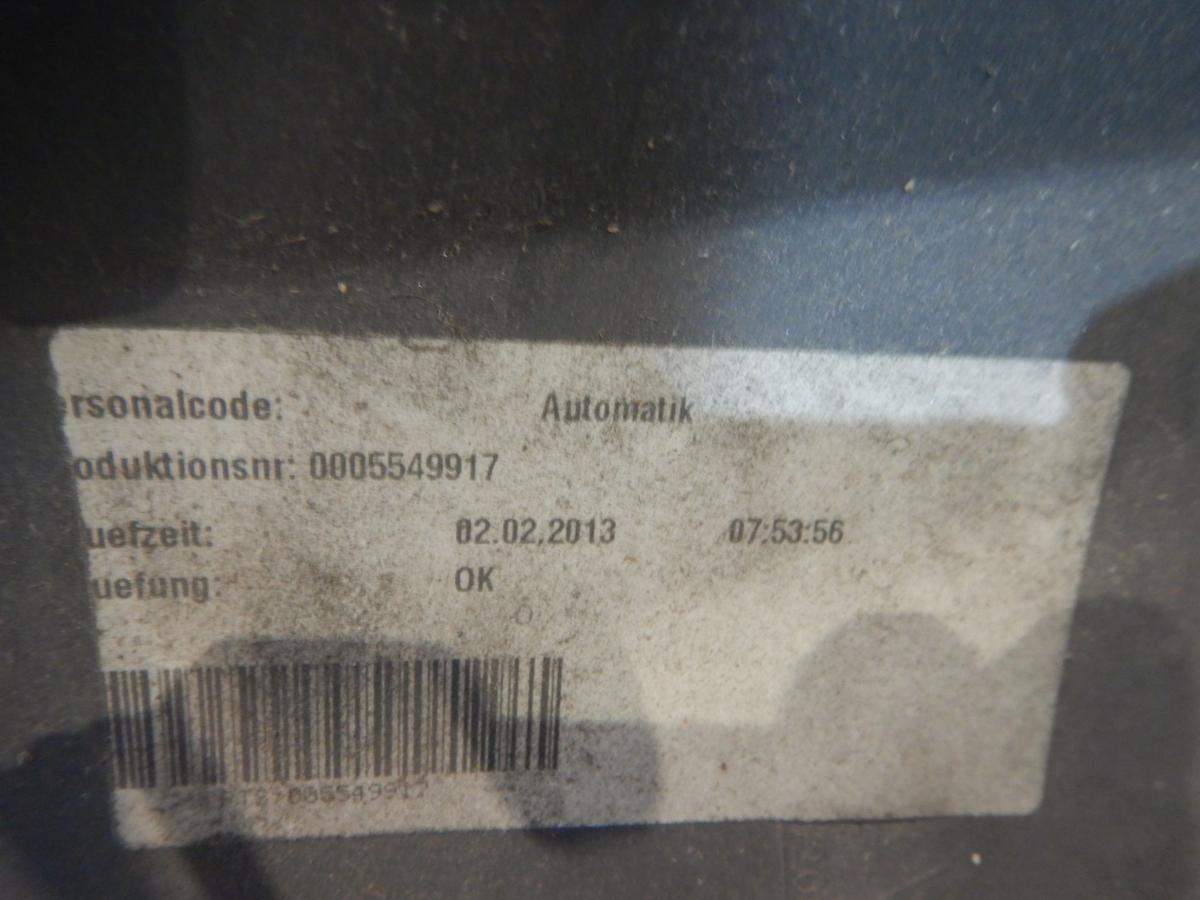 ersonalcode: Automatik
oduktionsnr: 0005549917
uefzeit: 02.02.2013 07:53:56
uefung: OK